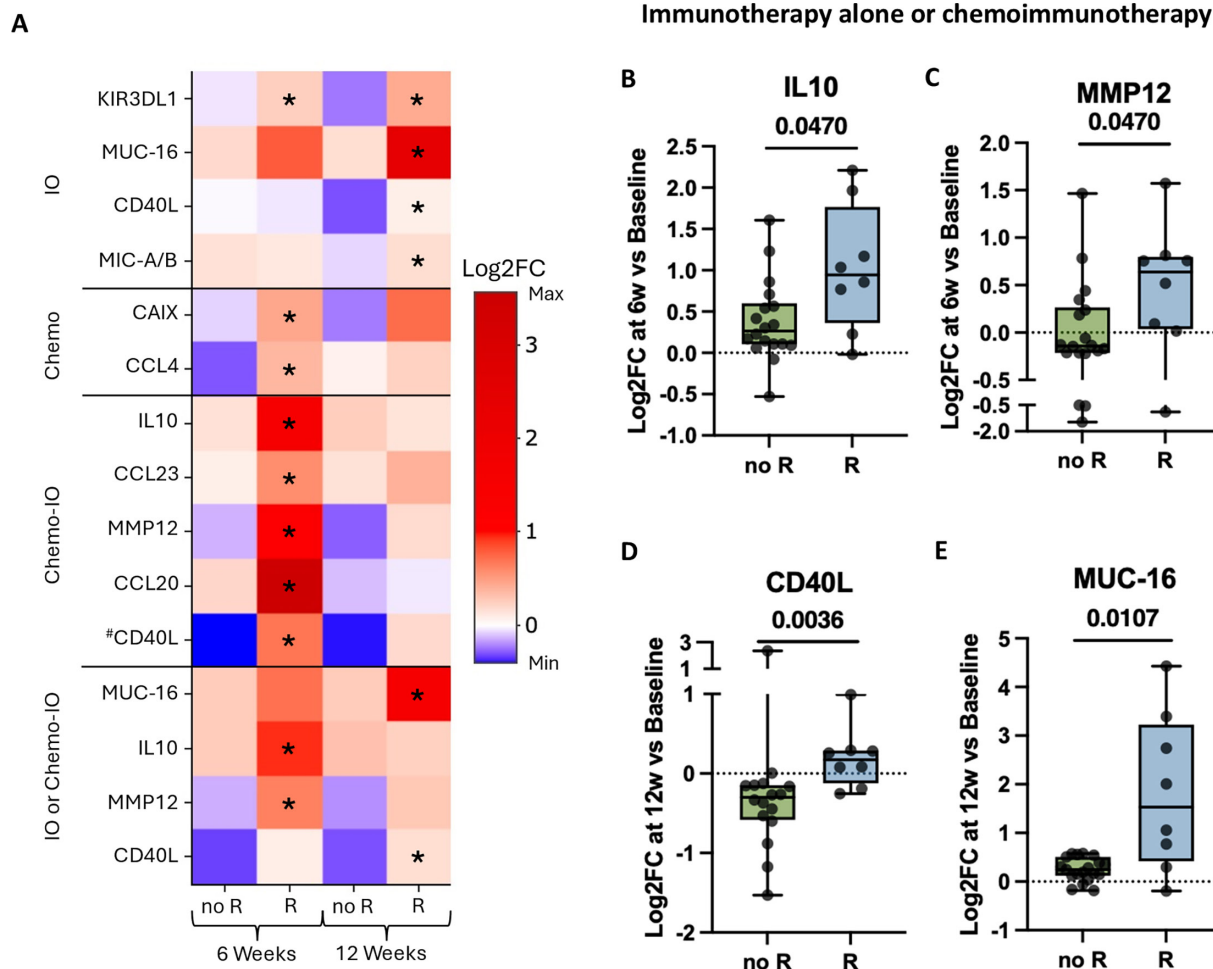 Immunotherapy alone or chemoimmunotherapy
A
IO
KIR3DL1 * *
MUC-16 *
CD40L *
MIC-A/B *
Chemo
CAIX *
CCL4 *
Chemo-IO
IL10 *
CCL23 *
MMP12 *
CCL20 *
#CD40L *
IO or Chemo-IO
MUC-16 *
IL10 *
MMP12 *
CD40L *
no R R no R R
6 Weeks 12 Weeks
Log2FC
Max
3
2
1
0
Min
B
IL10
0.0470
Log2FC at 6w vs Baseline
2.5
2.0
1.5
1.0
0.5
0.0
-0.5
-1.0
no R R
C
MMP12
0.0470
Log2FC at 6w vs Baseline
2.0
1.5
1.0
0.5
0.0
-0.5
-0.5
-2.0
no R R
D
CD40L
0.0036
Log2FC at 12w vs Baseline
3
1
1
0
-1
-2
no R R
E
MUC-16
0.0107
Log2FC at 12w vs Baseline
5
4
3
2
1
0
-1
no R R